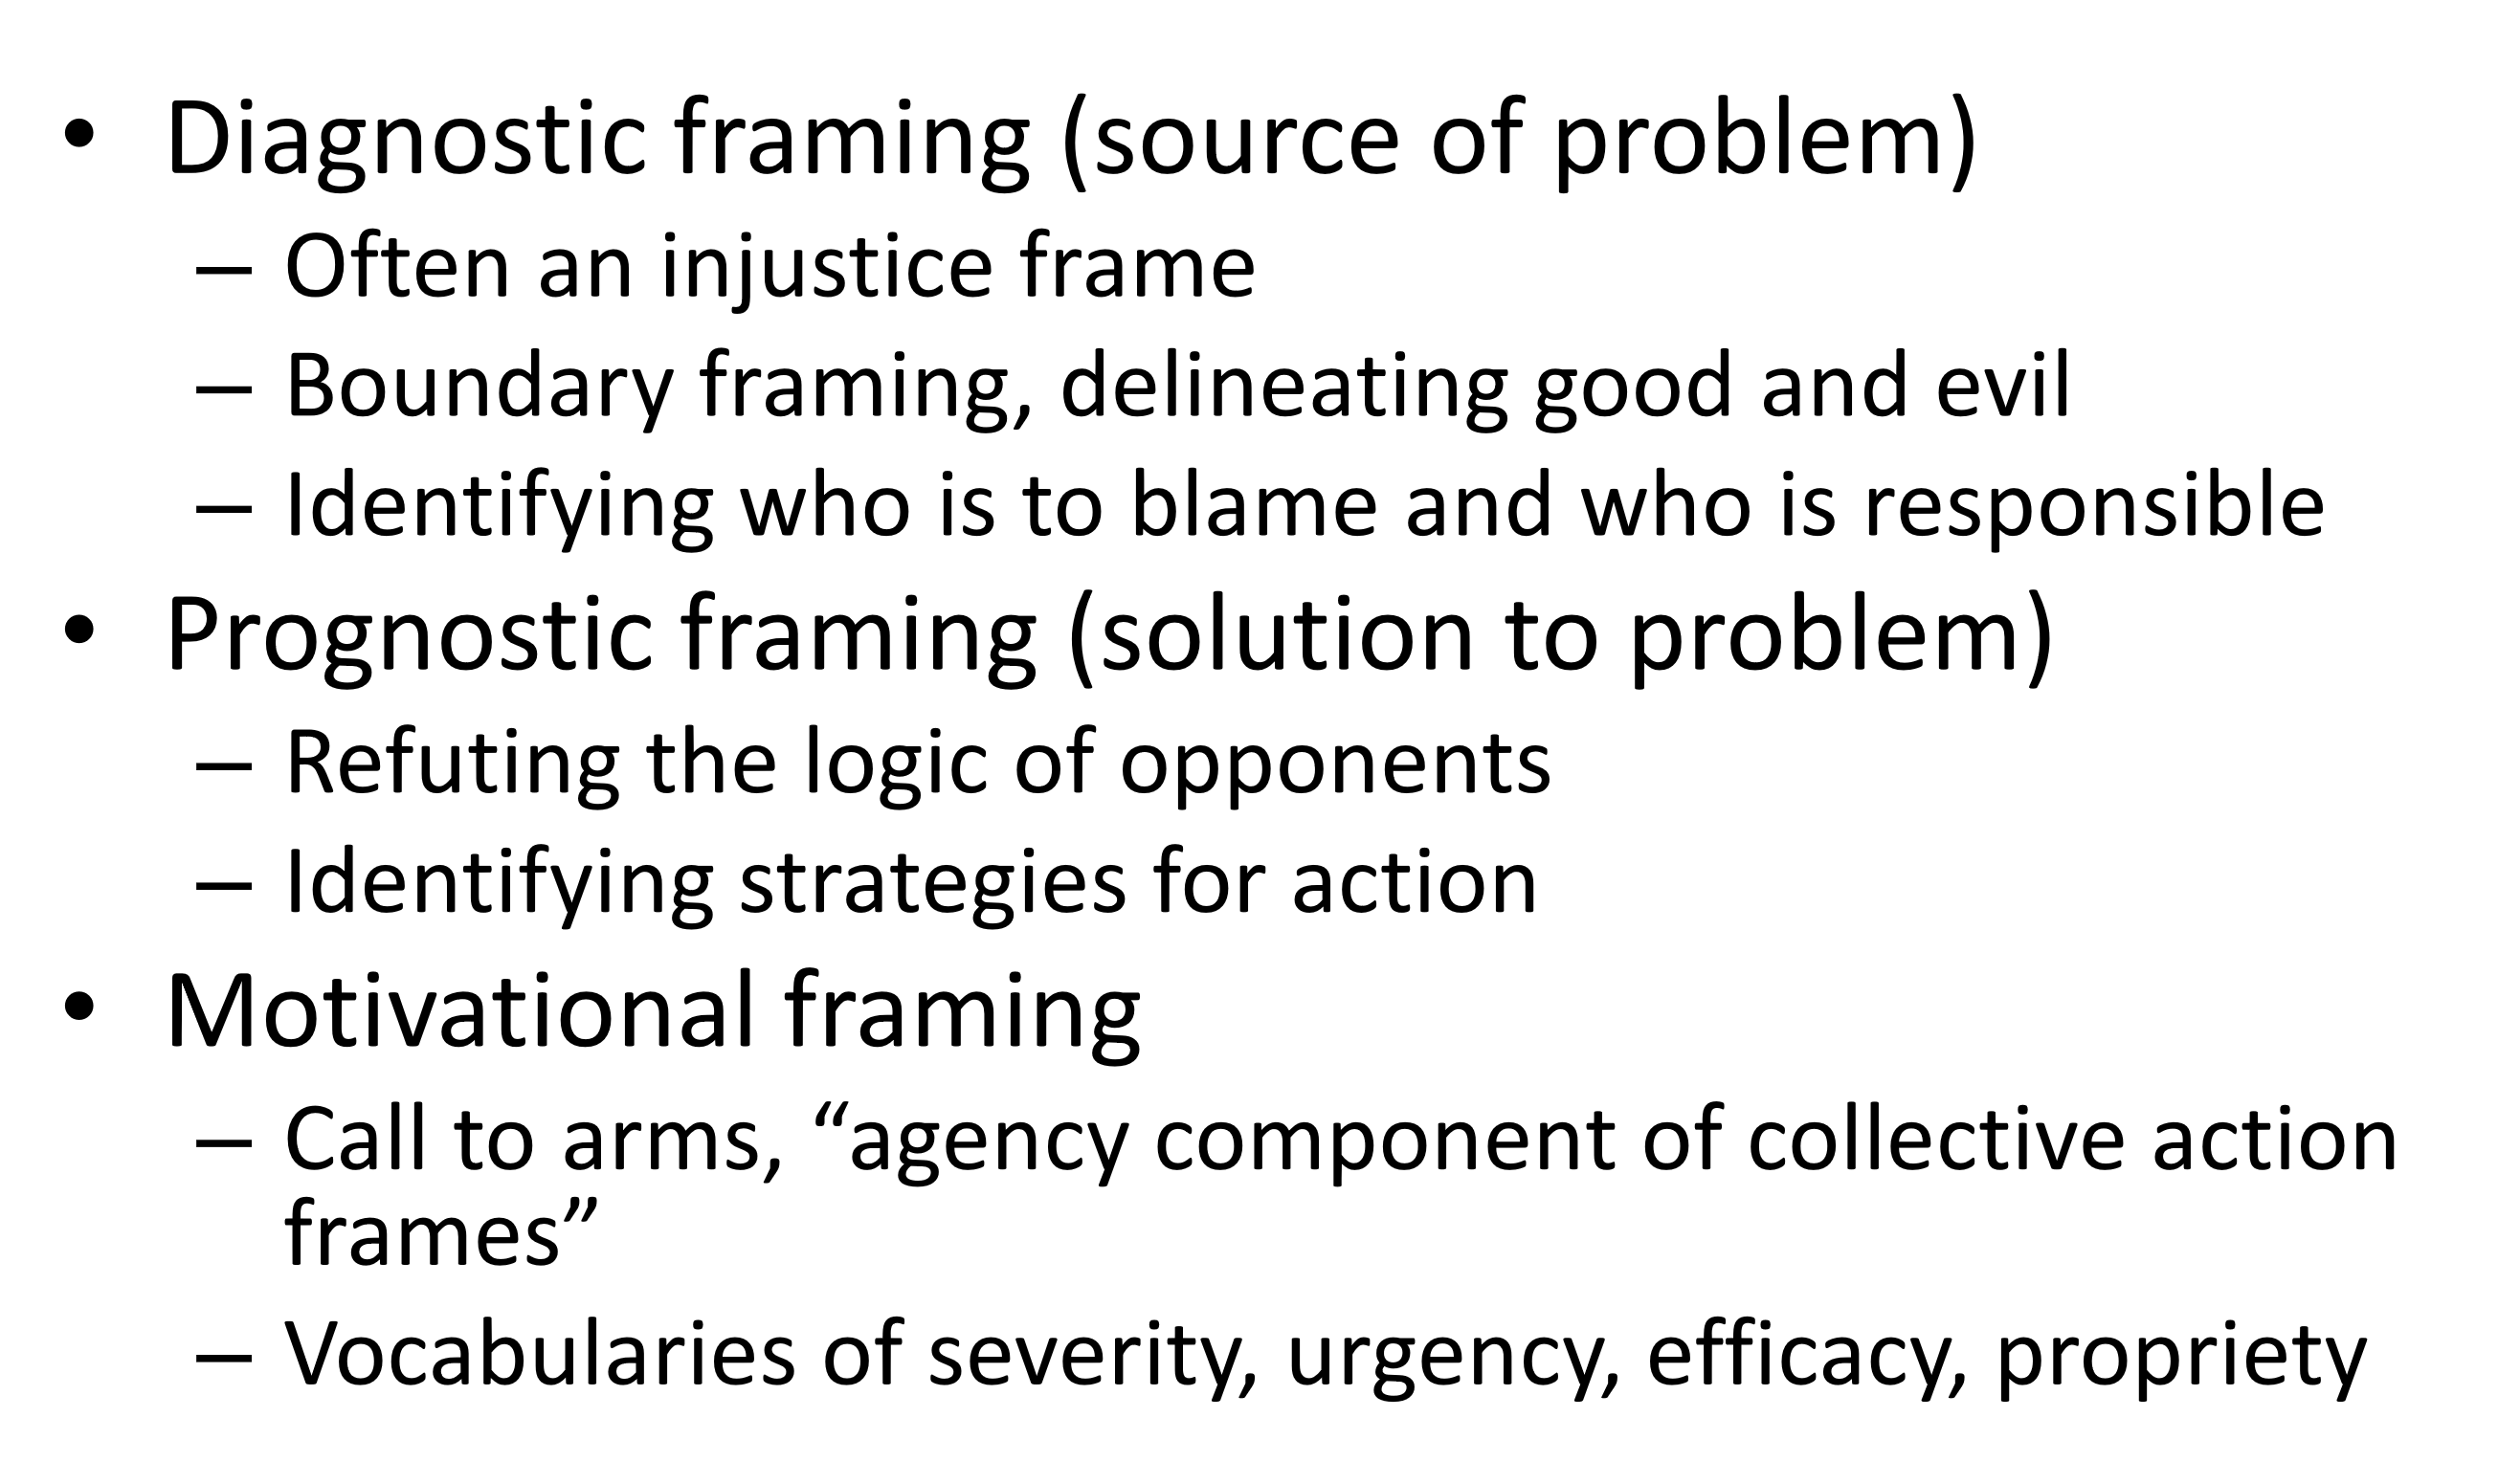 • Diagnostic framing (source of problem)
– Often an injustice frame
– Boundary framing, delineating good and evil
– Identifying who is to blame and who is responsible
• Prognostic framing (solution to problem)
– Refuting the logic of opponents
– Identifying strategies for action
• Motivational framing
– Call to arms, “agency component of collective action
frames”
– Vocabularies of severity, urgency, efficacy, propriety